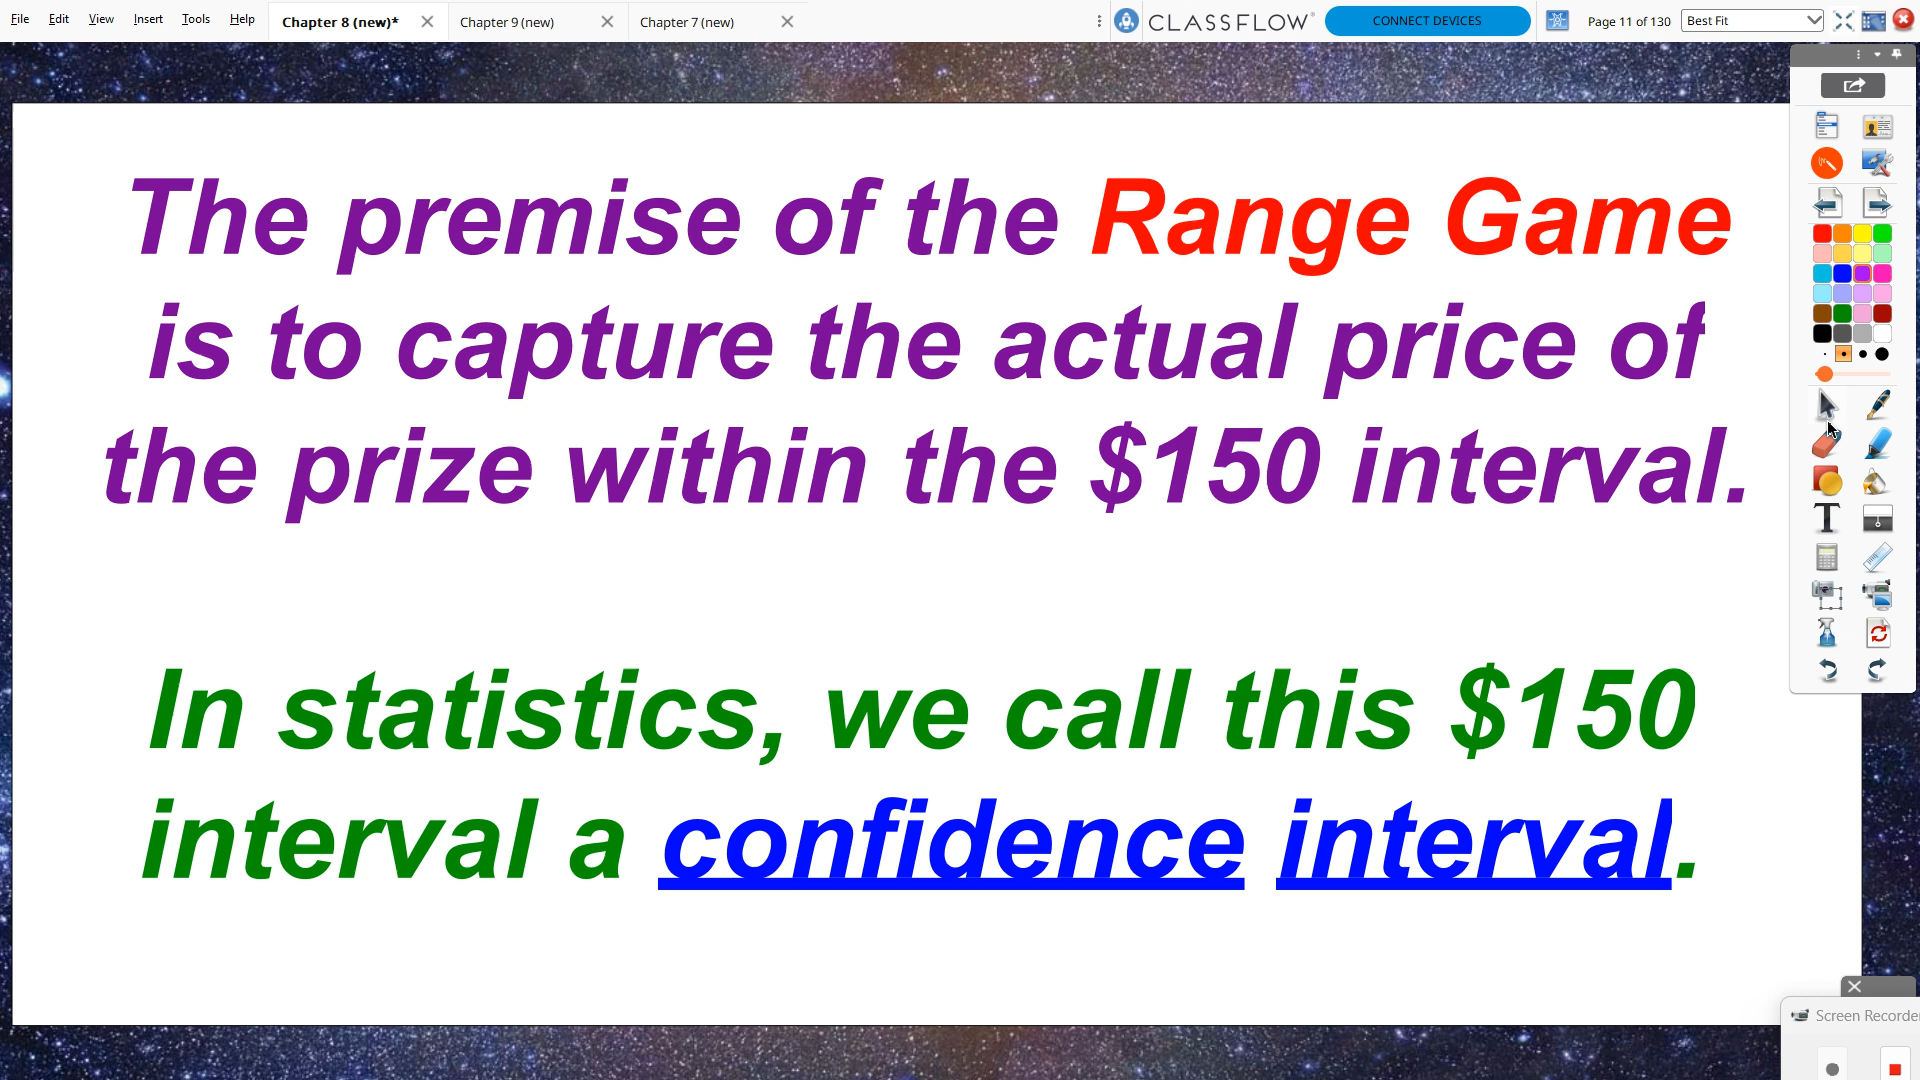 File Edit View Insert Tools Help Chapter 8 (new)* Chapter 9 (new) Chapter 7 (new) CLASSFLOW CONNECT DEVICES Page 11 of 130 Best Fit
The premise of the Range Game
is to capture the actual price of
the prize within the $150 interval.
In statistics, we call this $150
interval a confidence interval.
Screen Recorder